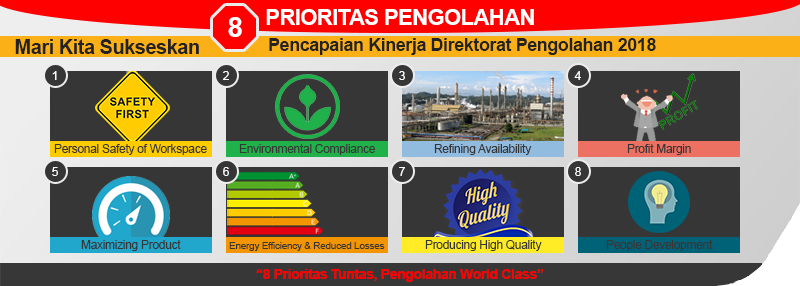 8
PRIORITAS PENGOLAHAN
Mari Kita Sukseskan
Pencapaian Kinerja Direktorat Pengolahan 2018
1
SAFETY
FIRST
Personal Safety of Workspace
2
Environmental Compliance
3
Refining Availability
4
PROFIT
Profit Margin
5
Maximizing Product
6
A+
A
B
C
D
E
F
Energy Efficiency & Reduced Losses
7
High
Quality
Producing High Quality
8
People Development
“8 Prioritas Tuntas, Pengolahan World Class”